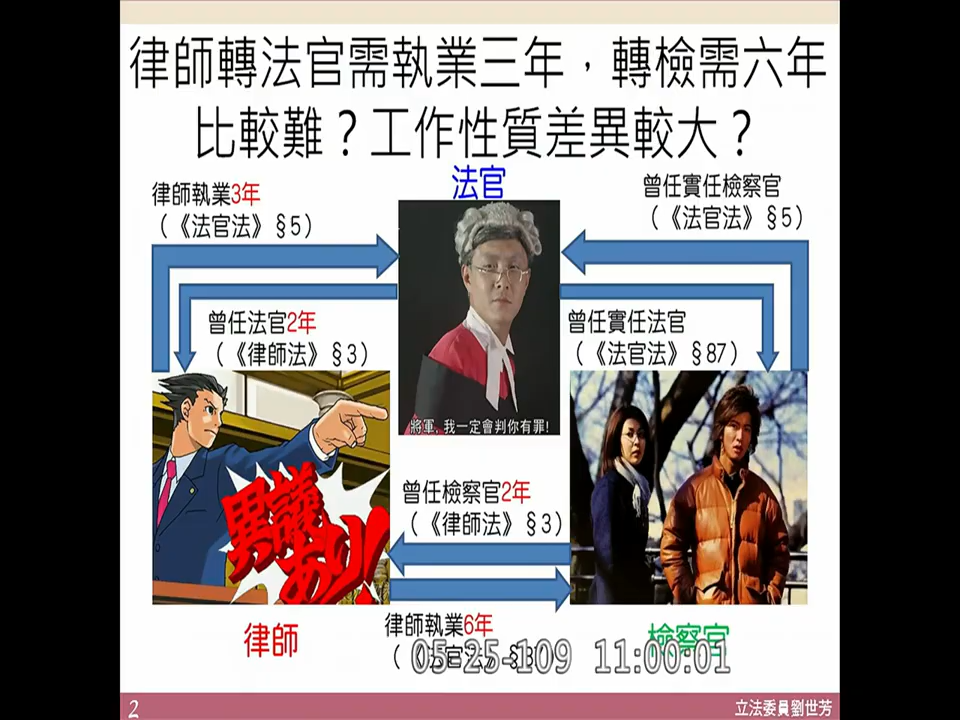 律師轉法官需執業三年，轉檢需六年
比較難？工作性質差異較大？
法官
律師執業3年
（《法官法》§5）
曾任實任檢察官
（《法官法》§5）
曾任法官2年
（《律師法》§3）
曾任實任法官
（《法官法》§87）
將軍, 我一定會判你有罪!
異議
あり!
曾任檢察官2年
（《律師法》§3）
律師執業6年
律師
檢察官
05-25-109 11:00:01
2
立法委員劉世芳